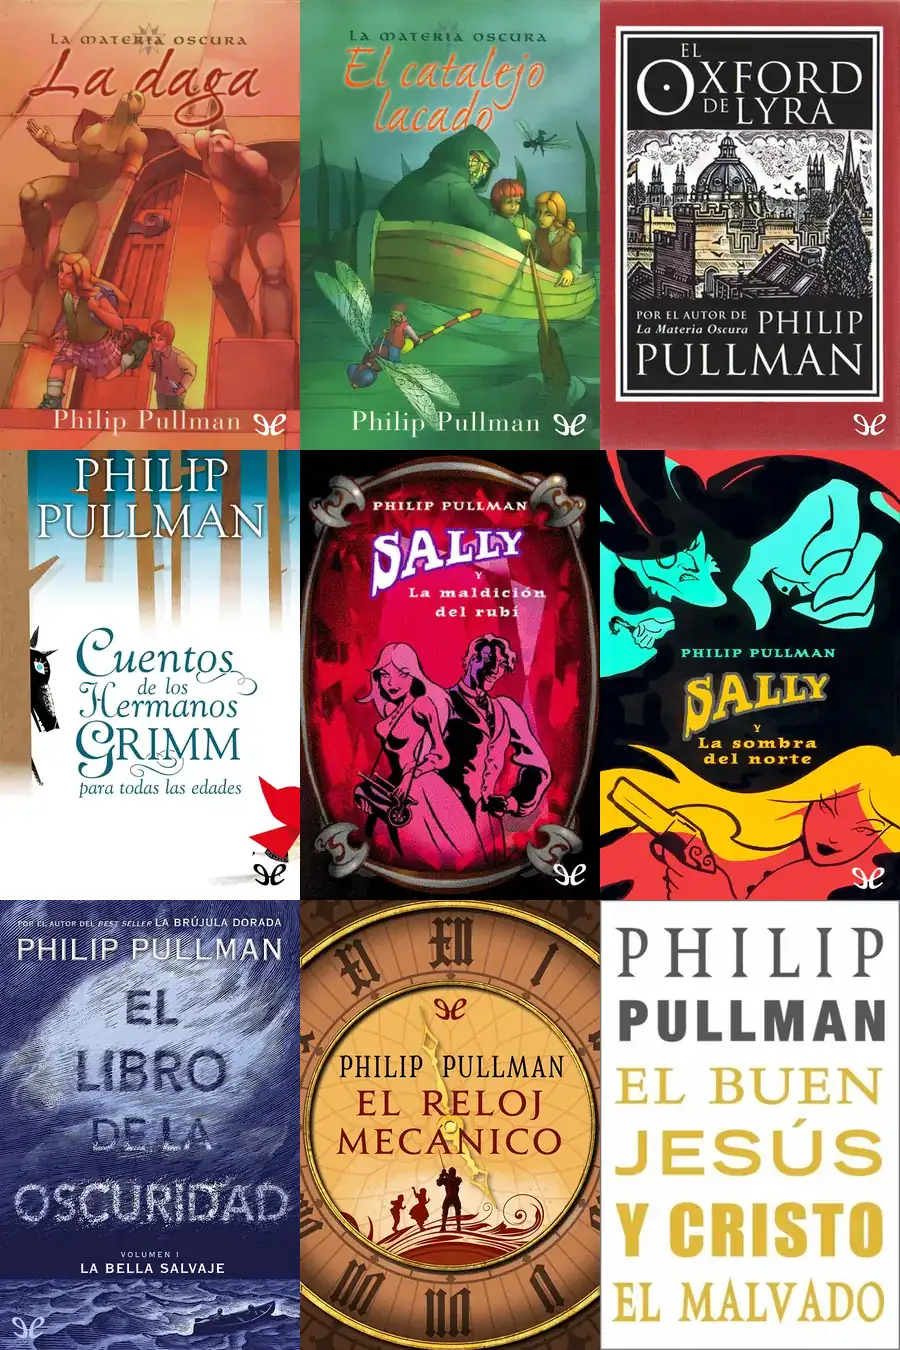 LA MATERIA OSCURA
La daga
Philip Pullman
LA MATERIA OSCURA
El catalejo
lacado
Philip Pullman
EL
OXFORD
DE LYRA
POR EL AUTOR DE
La Materia Oscura
PHILIP
PULLMAN
PHILIP
PULLMAN
Cuentos
de los
Hermanos
GRIMM
para todas las edades
PHILIP PULLMAN
SALLY
Y
La maldición
del rubí
PHILIP PULLMAN
SALLY
Y
La sombra
del norte
POR EL AUTOR DEL BEST SELLER LA BRÚJULA DORADA
PHILIP PULLMAN
EL
LIBRO
DE LA
OSCURIDAD
VOLUMEN I
LA BELLA SALVAJE
PHILIP PULLMAN
EL RELOJ
MECÁNICO
PHILIP
PULLMAN
EL BUEN
JESÚS
Y CRISTO
EL MALVADO